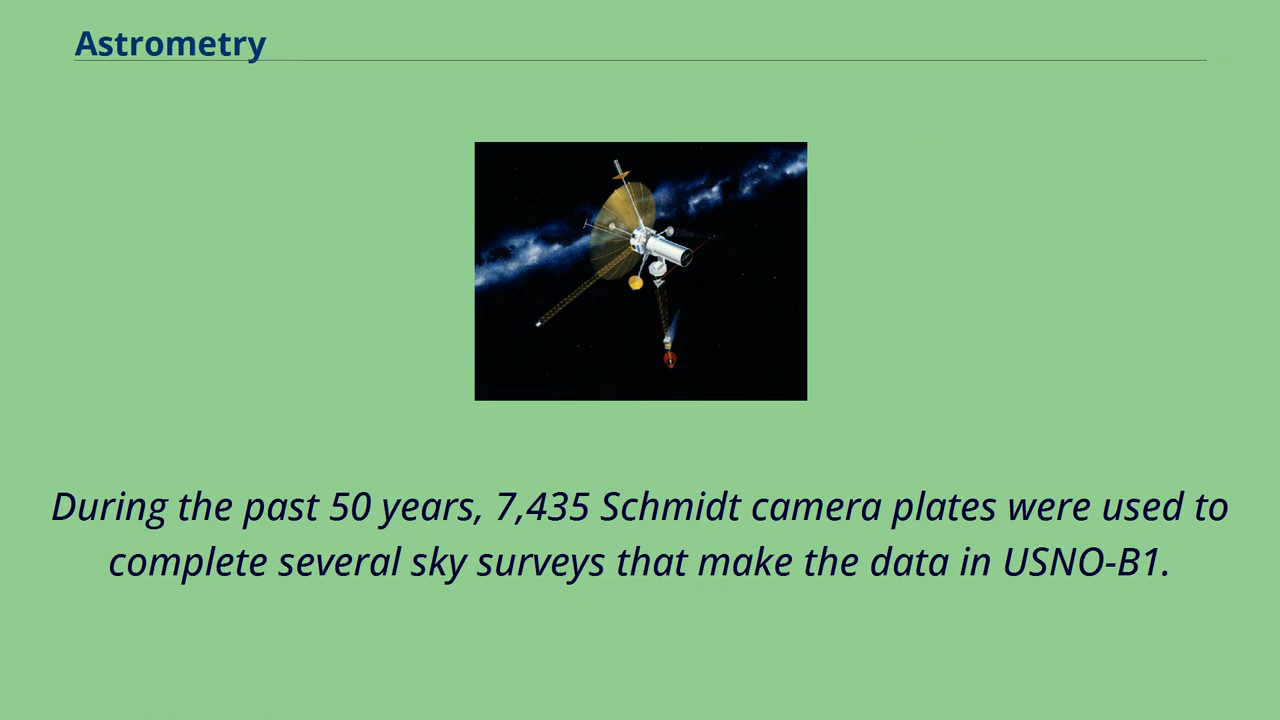 Astrometry
During the past 50 years, 7,435 Schmidt camera plates were used to
complete several sky surveys that make the data in USNO-B1.